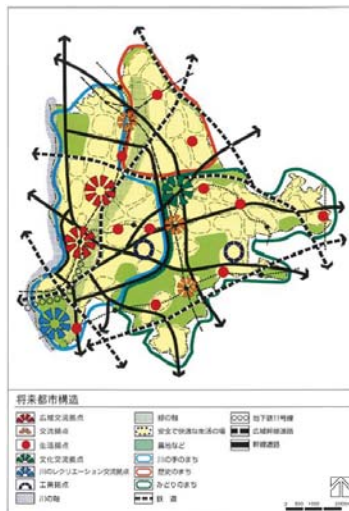 将来都市構造
広域交流拠点
交流拠点
生活拠点
文化交流拠点
川のレクリエーション交流拠点
工業拠点
川の軸
緑の軸
安全で快適な生活の場
農地など
川の手のまち
歴史のまち
みどりのまち
鉄道
地下鉄11号線
広域幹線道路
幹線道路
0 500 1000 2000m